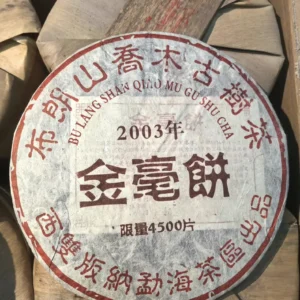 布朗山喬木古樹茶
BU LANG SHAN QIAO MU GU SHU CHA
2003年
金毫餅
限量4500片
西雙版納勐海茶區出品